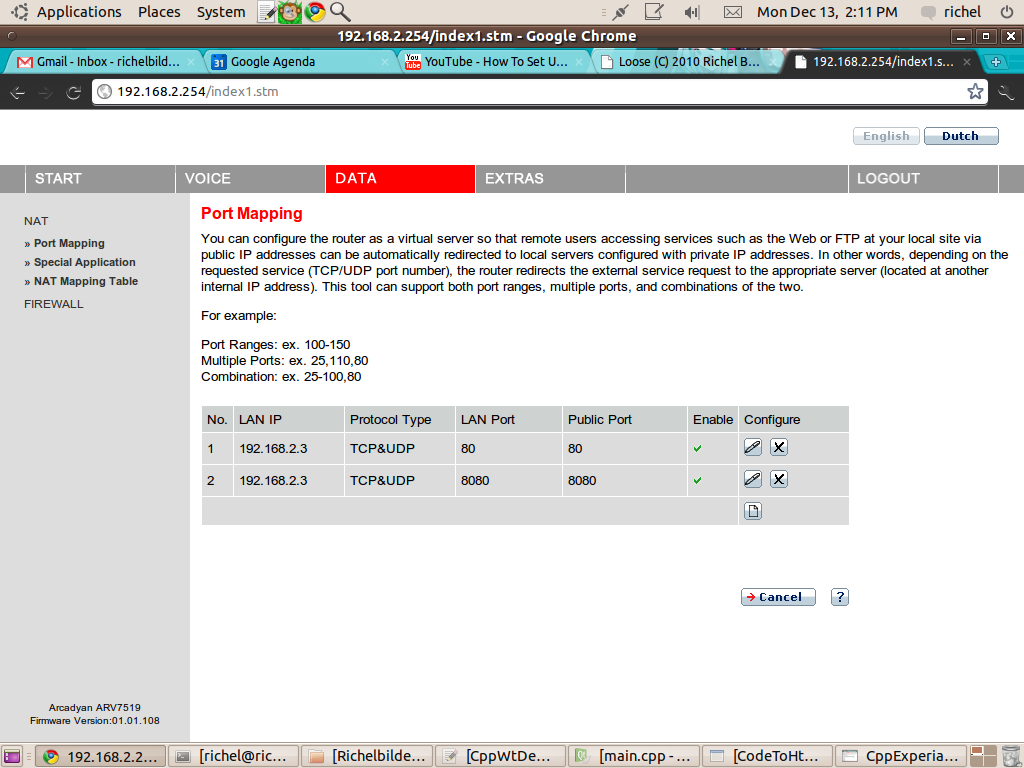 Applications Places System Mon Dec 13, 2:11 PM richel
192.168.2.254/index1.stm - Google Chrome
Gmail - Inbox - richelbild... 31 Google Agenda You Tube YouTube - How To Set U... Loose (C) 2010 Richel B... 192.168.2.254/index1.s...
192.168.2.254/index1.stm
English Dutch
START VOICE DATA EXTRAS LOGOUT
NAT
» Port Mapping
» Special Application
» NAT Mapping Table
FIREWALL
Port Mapping
You can configure the router as a virtual server so that remote users accessing services such as the Web or FTP at your local site via
public IP addresses can be automatically redirected to local servers configured with private IP addresses. In other words, depending on the
requested service (TCP/UDP port number), the router redirects the external service request to the appropriate server (located at another
internal IP address). This tool can support both port ranges, multiple ports, and combinations of the two.
For example:
Port Ranges: ex. 100-150
Multiple Ports: ex. 25,110,80
Combination: ex. 25-100,80
No. LAN IP Protocol Type LAN Port Public Port Enable Configure
1 192.168.2.3 TCP&UDP 80 80
2 192.168.2.3 TCP&UDP 8080 8080
Cancel ?
Arcadyan ARV7519
Firmware Version:01.01.108
192.168.2.2... [richel@ric... [Richelbilde... [CppWtDe... [main.cpp - ... [CodeToHt... CppExperia...